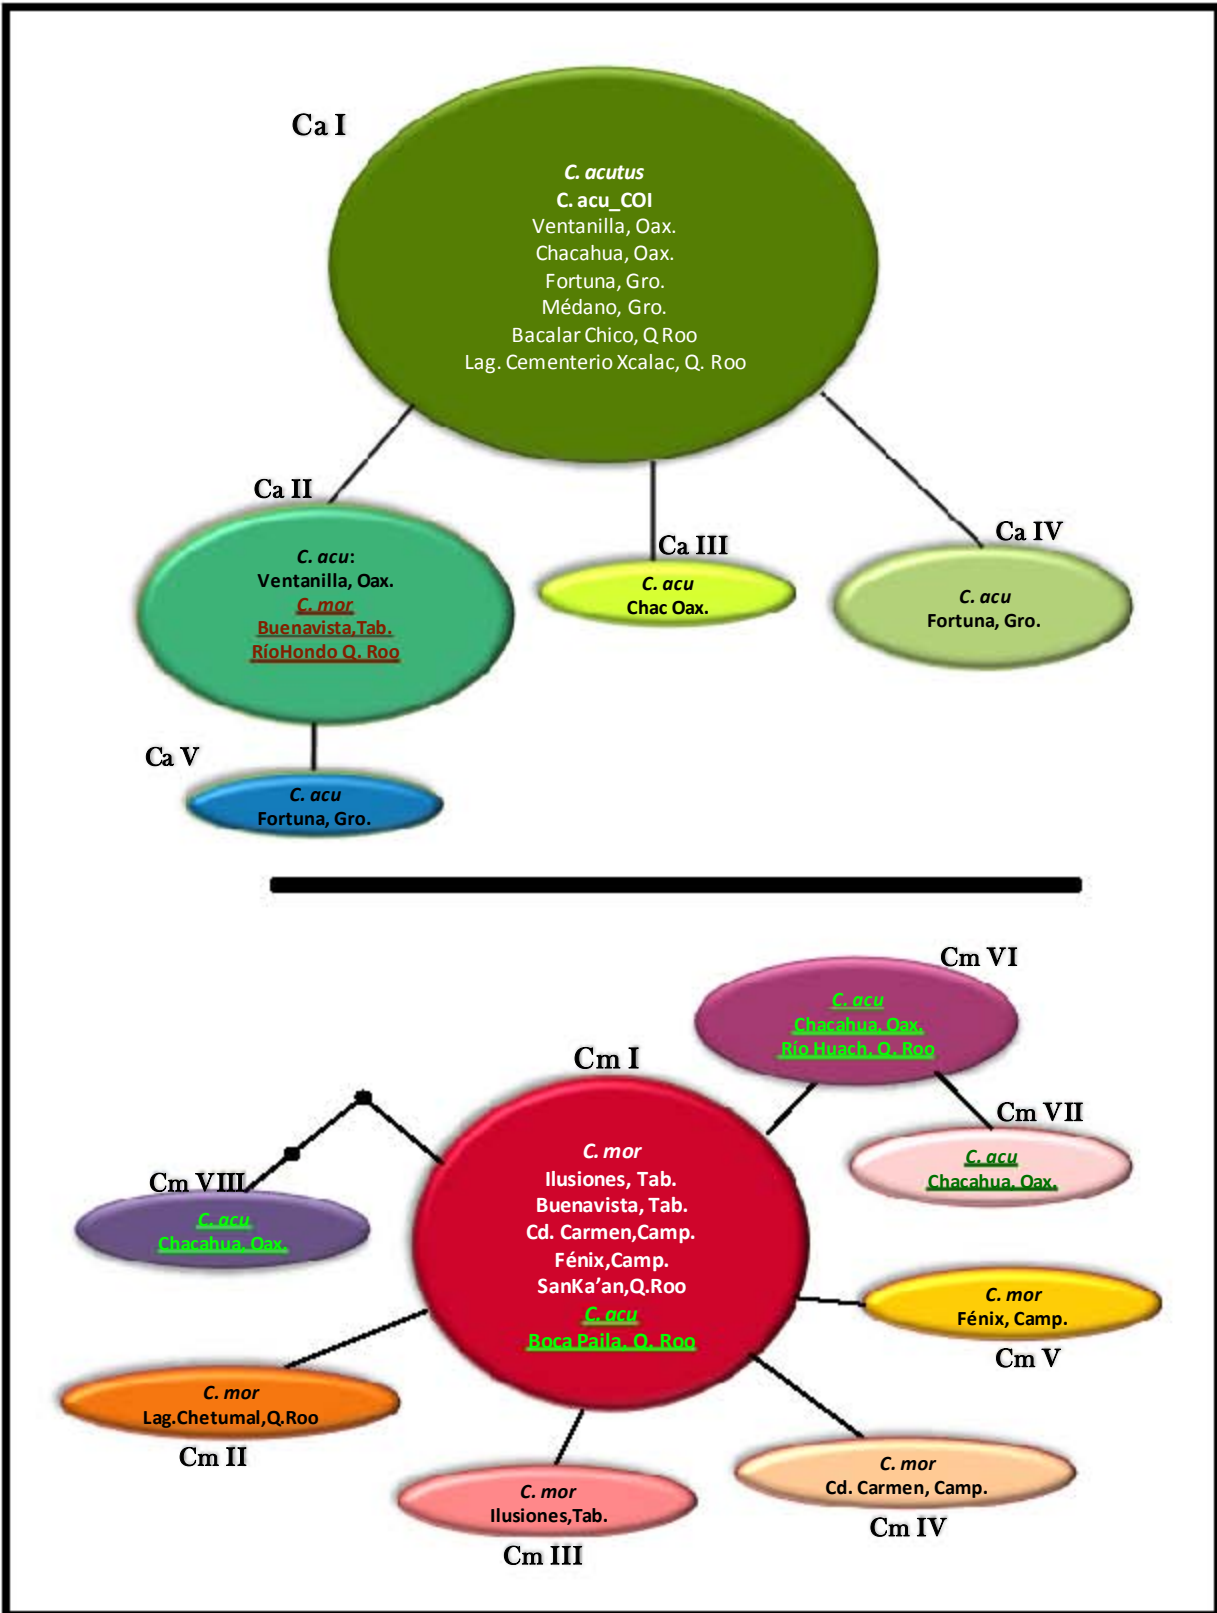 Ca I
C. acutus
C. acu_COI
Ventanilla, Oax.
Chacahua, Oax.
Fortuna, Gro.
Médano, Gro.
Bacalar Chico, Q Roo
Lag. Cementerio Xcalac, Q. Roo
Ca II
C. acu:
Ventanilla, Oax.
C. mor
Buenavista,Tab.
RíoHondo Q. Roo
Ca III
C. acu
Chac Oax.
Ca IV
C. acu
Fortuna, Gro.
Ca V
C. acu
Fortuna, Gro.
Cm VI
C. acu
Chacahua, Oax.
Río Huach, Q. Roo
Cm I
C. mor
Ilusiones, Tab.
Buenavista, Tab.
Cd. Carmen,Camp.
Fénix,Camp.
SanKa’an,Q.Roo
C. acu
Boca Paila, Q. Roo
Cm VII
C. acu
Chacahua, Oax.
Cm VIII
C. acu
Chacahua, Oax.
C. mor
Fénix, Camp.
Cm V
C. mor
Lag.Chetumal,Q.Roo
Cm II
C. mor
Cd. Carmen, Camp.
Cm IV
C. mor
Ilusiones,Tab.
Cm III